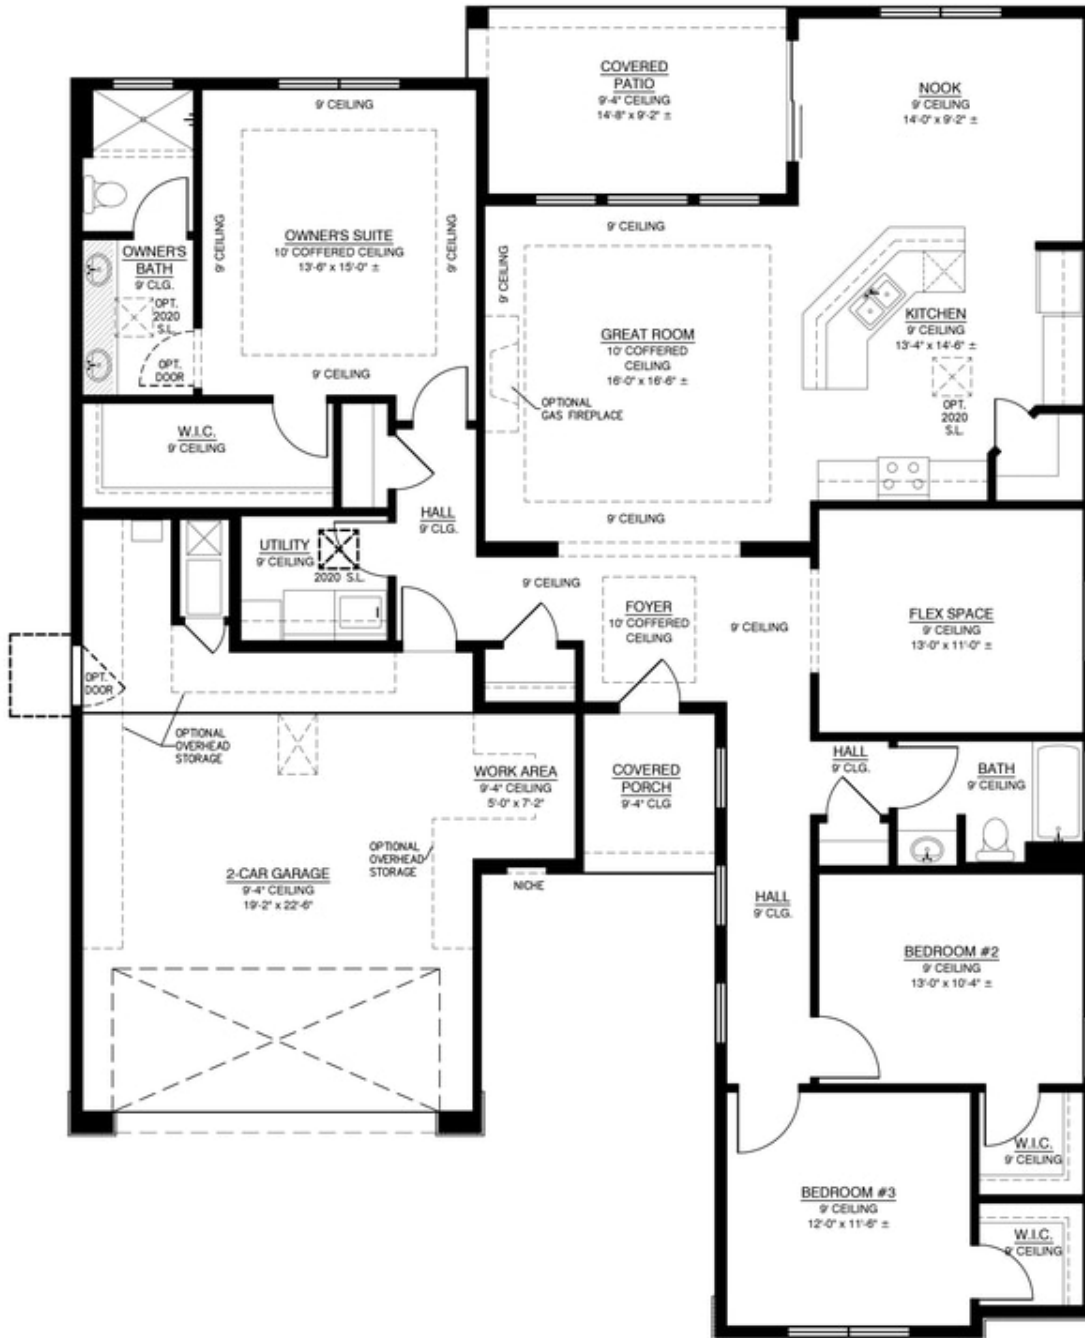 COVERED
PATIO
9'-4" CEILING
14'-8" x 9'-2" ±
NOOK
9' CEILING
14'-0" x 9'-2" ±
9' CEILING
OWNER'S SUITE
10' COFFERED CEILING
13'-6" x 15'-0" ±
9' CEILING
9' CEILING
9' CEILING
OWNER'S
BATH
9' CLG.
OPT.
2020
S.L.
OPT.
DOOR
9' CEILING
9' CEILING
GREAT ROOM
10' COFFERED
CEILING
16'-0" x 16'-6" ±
OPTIONAL
GAS FIREPLACE
9' CEILING
KITCHEN
9' CEILING
13'-4" x 14'-6" ±
OPT.
2020
S.L.
W.I.C.
9' CEILING
HALL
9' CLG.
UTILITY
9' CEILING
2020 S.L.
9' CEILING
FOYER
10' COFFERED
CEILING
9' CEILING
FLEX SPACE
9' CEILING
13'-0" x 11'-0" ±
OPT.
DOOR
OPTIONAL
OVERHEAD
STORAGE
WORK AREA
9'-4" CEILING
5'-0" x 7'-2"
COVERED
PORCH
9'-4" CLG
HALL
9' CLG.
BATH
9' CEILING
OPTIONAL
OVERHEAD
STORAGE
2-CAR GARAGE
9'-4" CEILING
19'-2" x 22'-6"
NICHE
HALL
9' CLG.
BEDROOM #2
9' CEILING
13'-0" x 10'-4" ±
W.I.C.
9' CEILING
BEDROOM #3
9' CEILING
12'-0" x 11'-6" ±
W.I.C.
9' CEILING